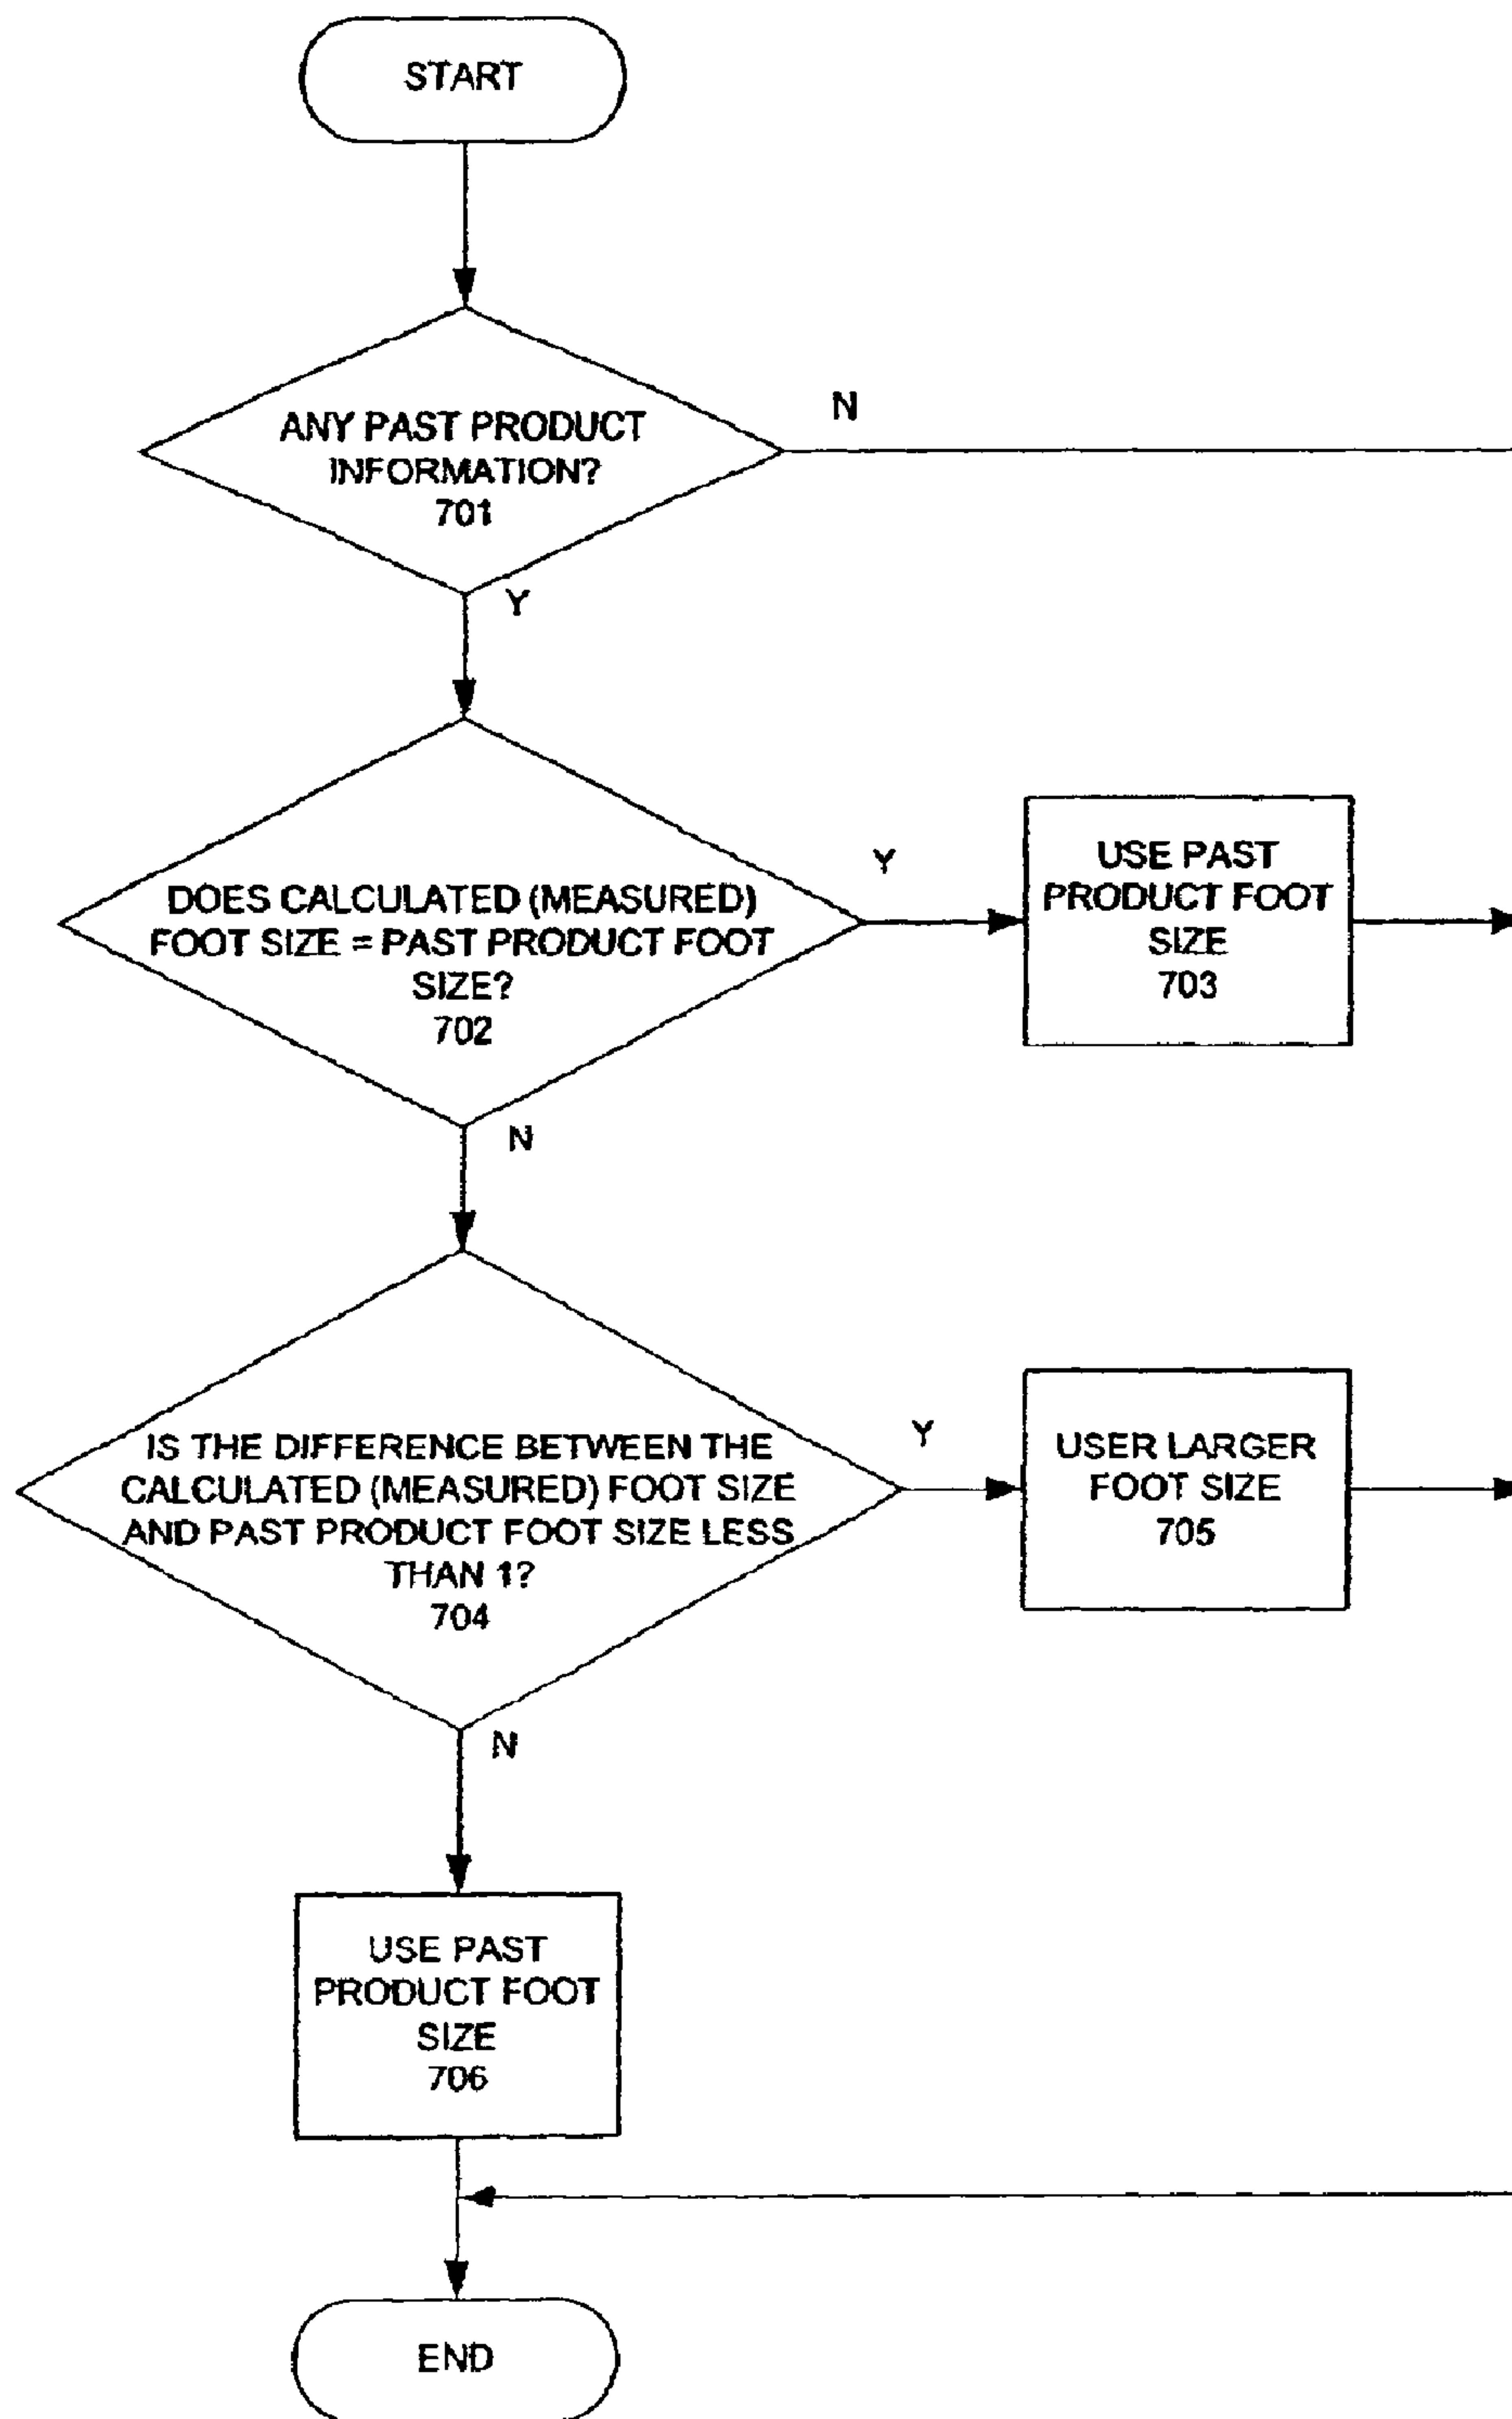 START
ANY PAST PRODUCT
INFORMATION?
701
N
Y
DOES CALCULATED (MEASURED)
FOOT SIZE = PAST PRODUCT FOOT
SIZE?
702
Y
USE PAST
PRODUCT FOOT
SIZE
703
N
IS THE DIFFERENCE BETWEEN THE
CALCULATED (MEASURED) FOOT SIZE
AND PAST PRODUCT FOOT SIZE LESS
THAN 1?
704
Y
USER LARGER
FOOT SIZE
705
N
USE PAST
PRODUCT FOOT
SIZE
706
END